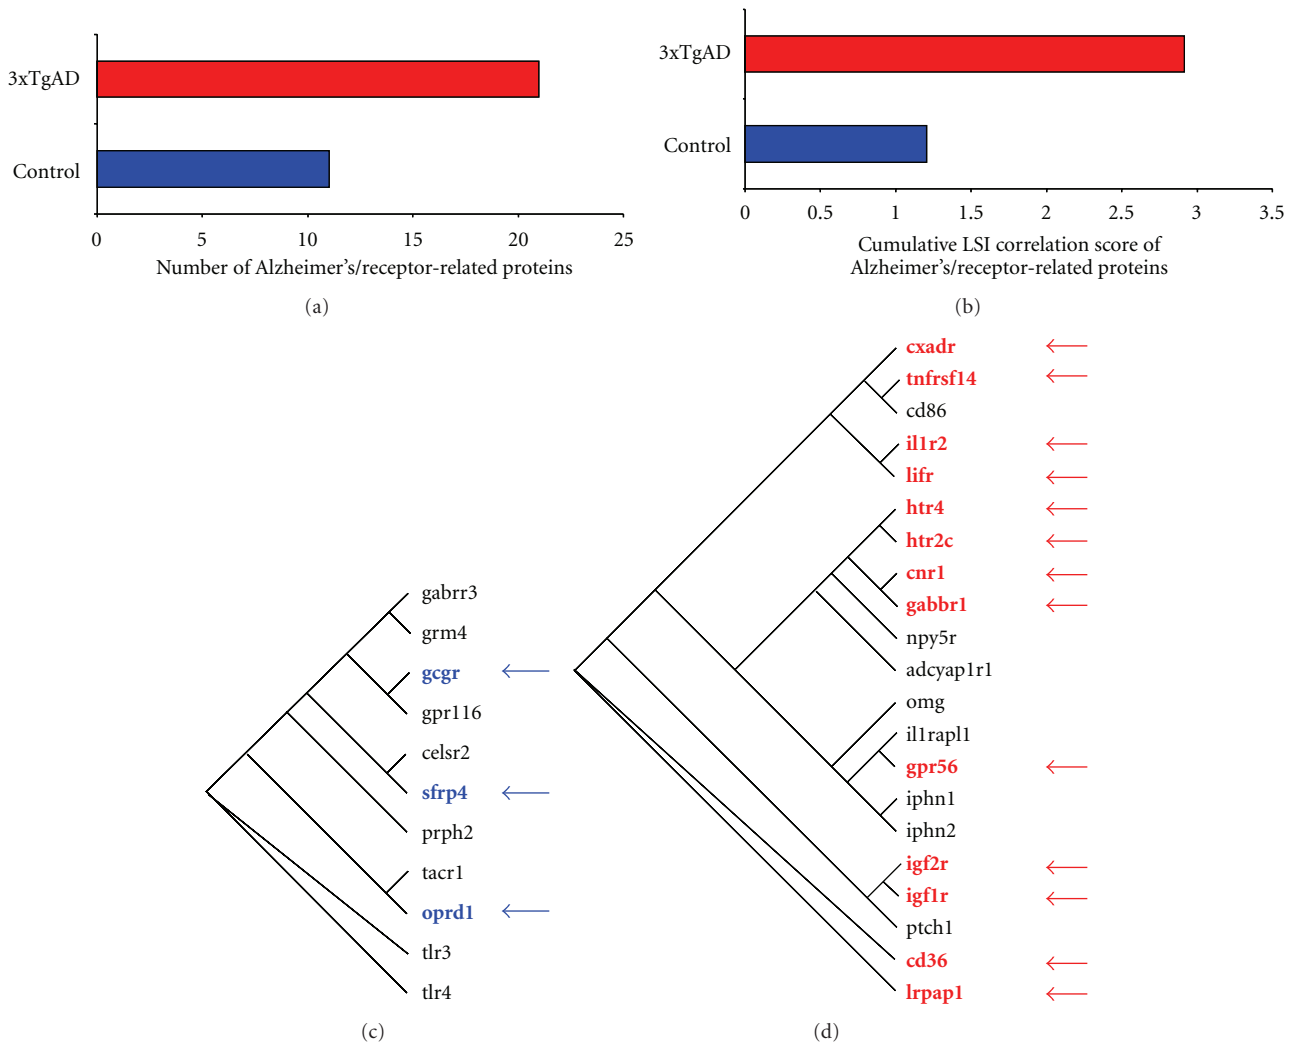 3xTgAD
Control
0 5 10 15 20 25
Number of Alzheimer's/receptor-related proteins
(a)
3xTgAD
Control
0 0.5 1 1.5 2 2.5 3 3.5
Cumulative LSI correlation score of
Alzheimer's/receptor-related proteins
(b)
gabrr3
grm4
gcgr
gpr116
celsr2
sfrp4
prph2
tacr1
oprd1
tlr3
tlr4
(c)
cxadr
tnfrsf14
cd86
il1r2
lifr
htr4
htr2c
cnr1
gabbr1
npy5r
adcyap1r1
omg
il1rapl1
gpr56
iphn1
iphn2
igf2r
igf1r
ptch1
cd36
lrpap1
(d)